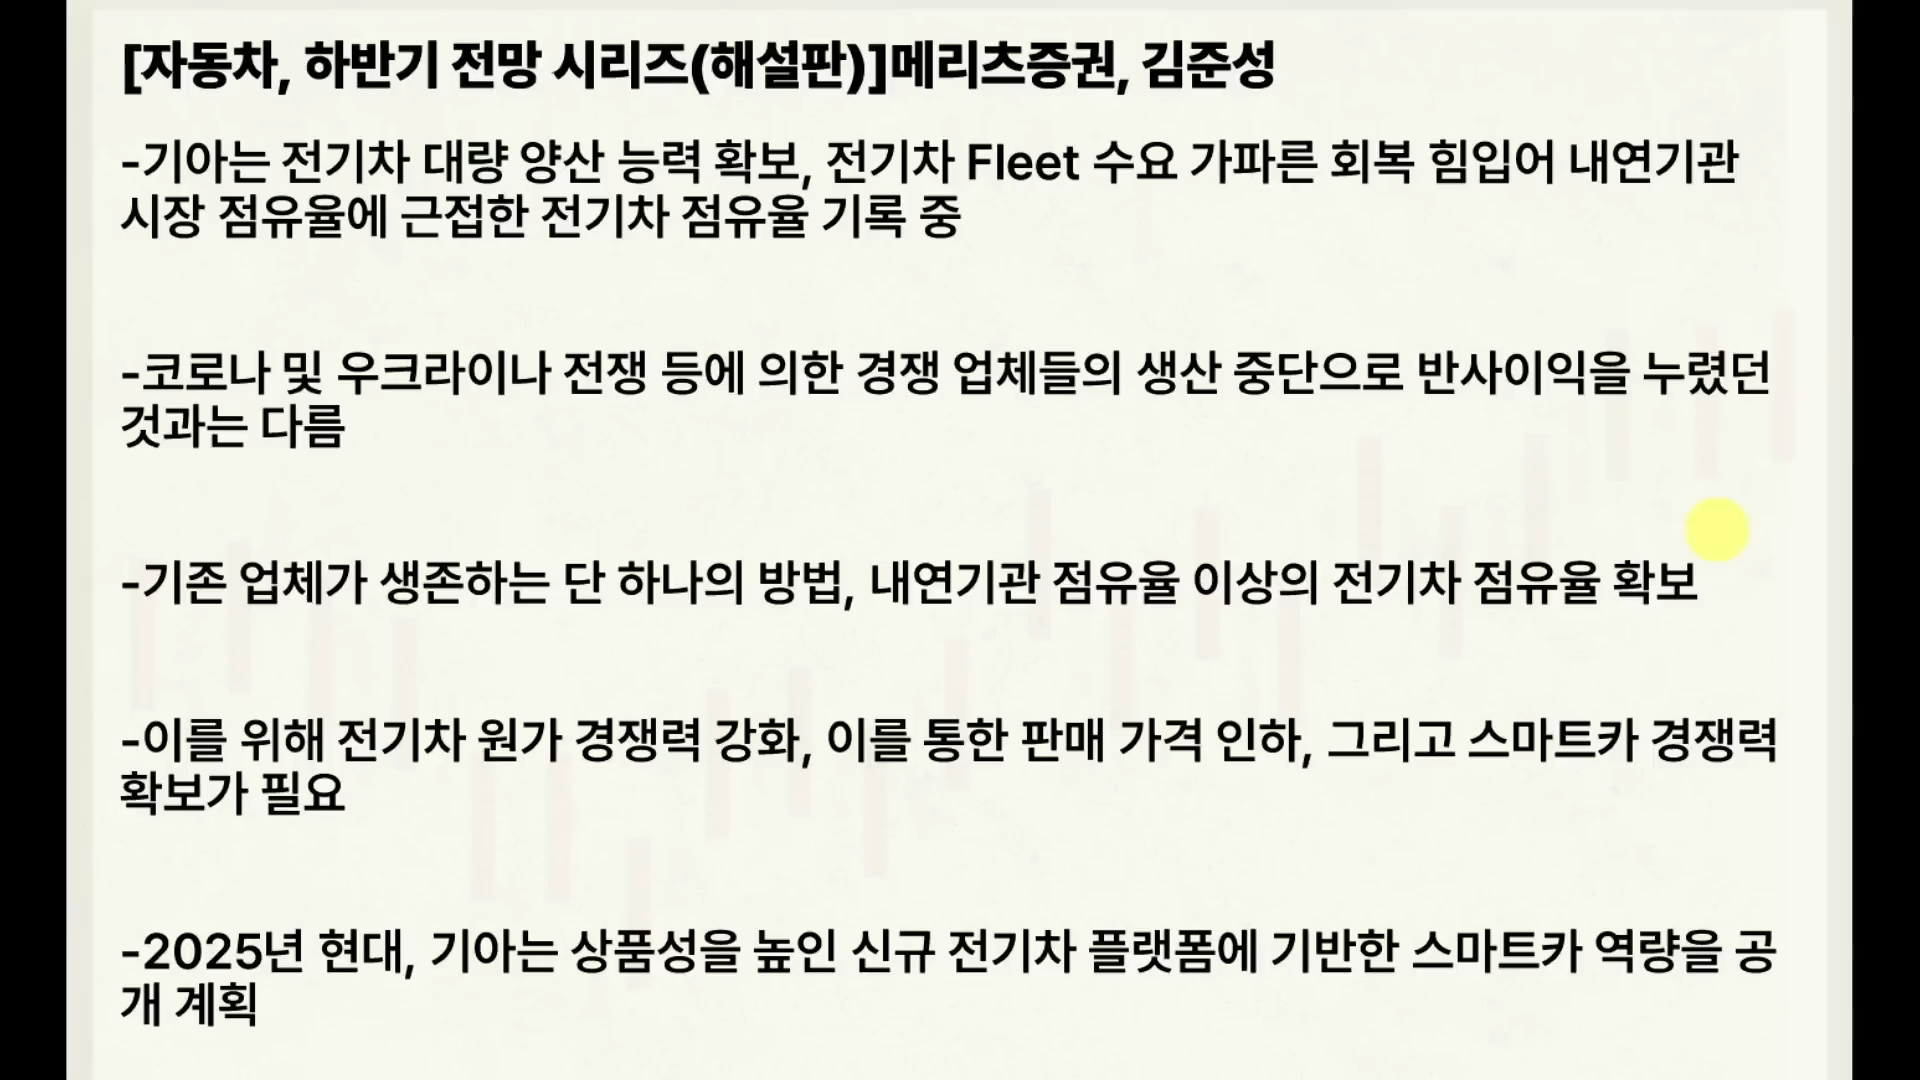 [자동차, 하반기 전망 시리즈(해설판)]메리츠증권, 김준성
-기아는 전기차 대량 양산 능력 확보, 전기차 Fleet 수요 가파른 회복 힘입어 내연기관
시장 점유율에 근접한 전기차 점유율 기록 중
-코로나 및 우크라이나 전쟁 등에 의한 경쟁 업체들의 생산 중단으로 반사이익을 누렸던
것과는 다름
-기존 업체가 생존하는 단 하나의 방법, 내연기관 점유율 이상의 전기차 점유율 확보
-이를 위해 전기차 원가 경쟁력 강화, 이를 통한 판매 가격 인하, 그리고 스마트카 경쟁력
확보가 필요
-2025년 현대, 기아는 상품성을 높인 신규 전기차 플랫폼에 기반한 스마트카 역량을 공
개 계획